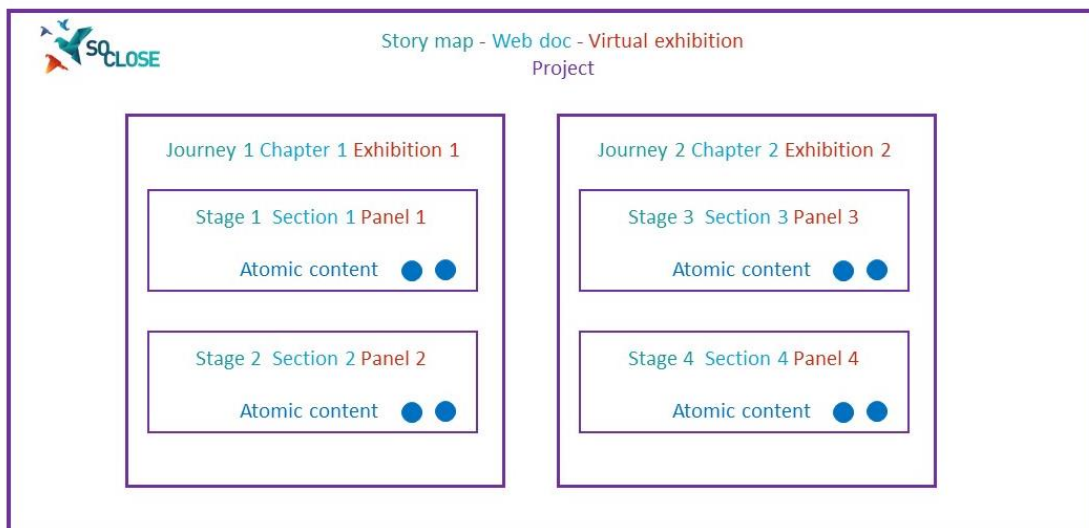 SO
CLOSE
Story map - Web doc - Virtual exhibition
Project
Journey 1 Chapter 1 Exhibition 1
Stage 1 Section 1 Panel 1
Atomic content
Stage 2 Section 2 Panel 2
Atomic content
Journey 2 Chapter 2 Exhibition 2
Stage 3 Section 3 Panel 3
Atomic content
Stage 4 Section 4 Panel 4
Atomic content